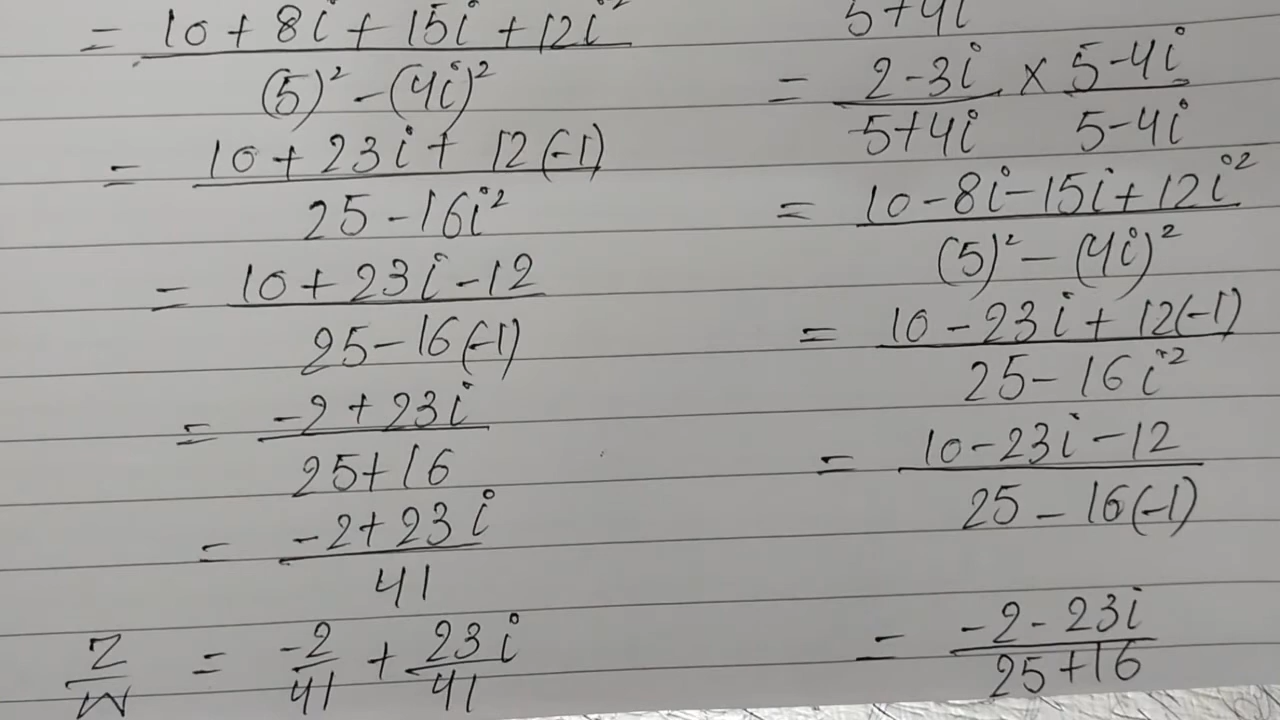 = 10 + 8i + 15i + 12i² / (5)² - (4i)²
= 10 + 23i + 12(-1) / 25 - 16i²
= 10 + 23i - 12 / 25 - 16(-1)
= -2 + 23i / 25 + 16
= -2 + 23i / 41
Z / W = -2 / 41 + 23i / 41
5 + 4i
= 2 - 3i / 5 + 4i × 5 - 4i / 5 - 4i
= 10 - 8i - 15i + 12i² / (5)² - (4i)²
= 10 - 23i + 12(-1) / 25 - 16i²
= 10 - 23i - 12 / 25 - 16(-1)
= -2 - 23i / 25 + 16